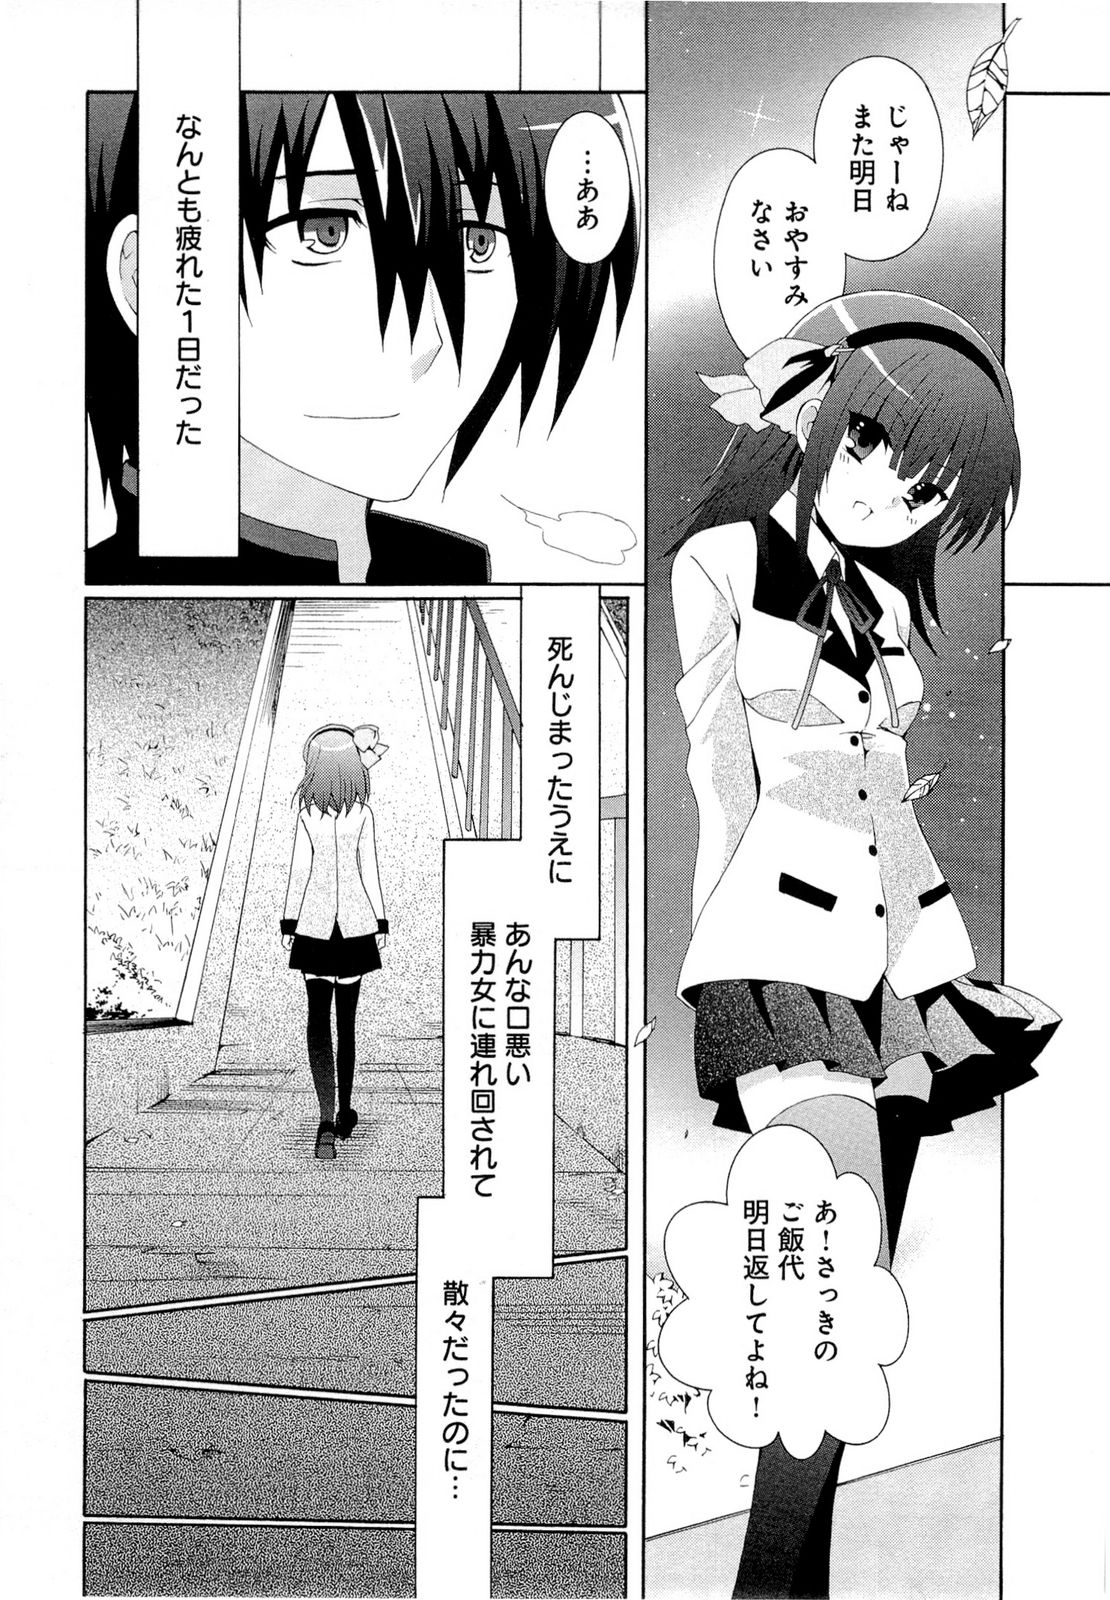 じゃーね
また明日
おやすみ
なさい
あ！さっきの
ご飯代
明日返してよね！
…ああ
なんとも疲れた1日だった
死んじまったうえに
あんな口悪い
暴力女に連れ回されて
散々だったのに…